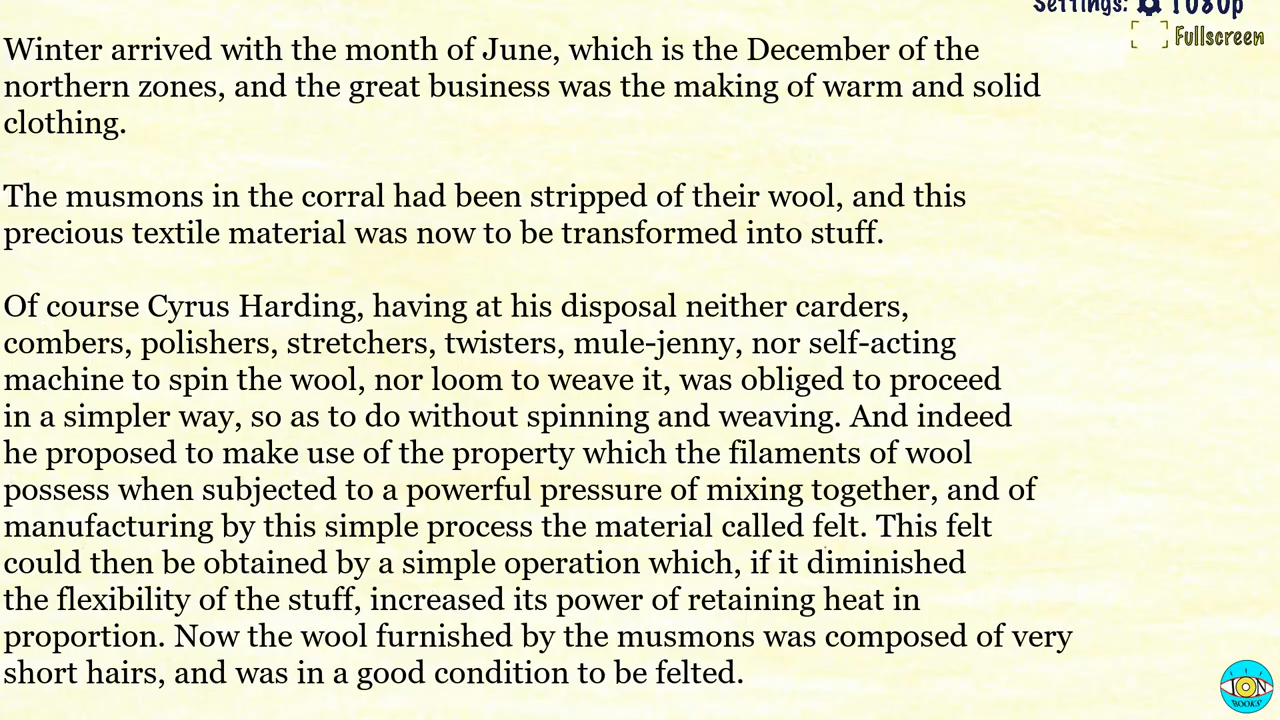 Settings: 1080p
Fullscreen
Winter arrived with the month of June, which is the December of the
northern zones, and the great business was the making of warm and solid
clothing.
The musmons in the corral had been stripped of their wool, and this
precious textile material was now to be transformed into stuff.
Of course Cyrus Harding, having at his disposal neither carders,
combers, polishers, stretchers, twisters, mule-jenny, nor self-acting
machine to spin the wool, nor loom to weave it, was obliged to proceed
in a simpler way, so as to do without spinning and weaving. And indeed
he proposed to make use of the property which the filaments of wool
possess when subjected to a powerful pressure of mixing together, and of
manufacturing by this simple process the material called felt. This felt
could then be obtained by a simple operation which, if it diminished
the flexibility of the stuff, increased its power of retaining heat in
proportion. Now the wool furnished by the musmons was composed of very
short hairs, and was in a good condition to be felted.
ION
BOOKS